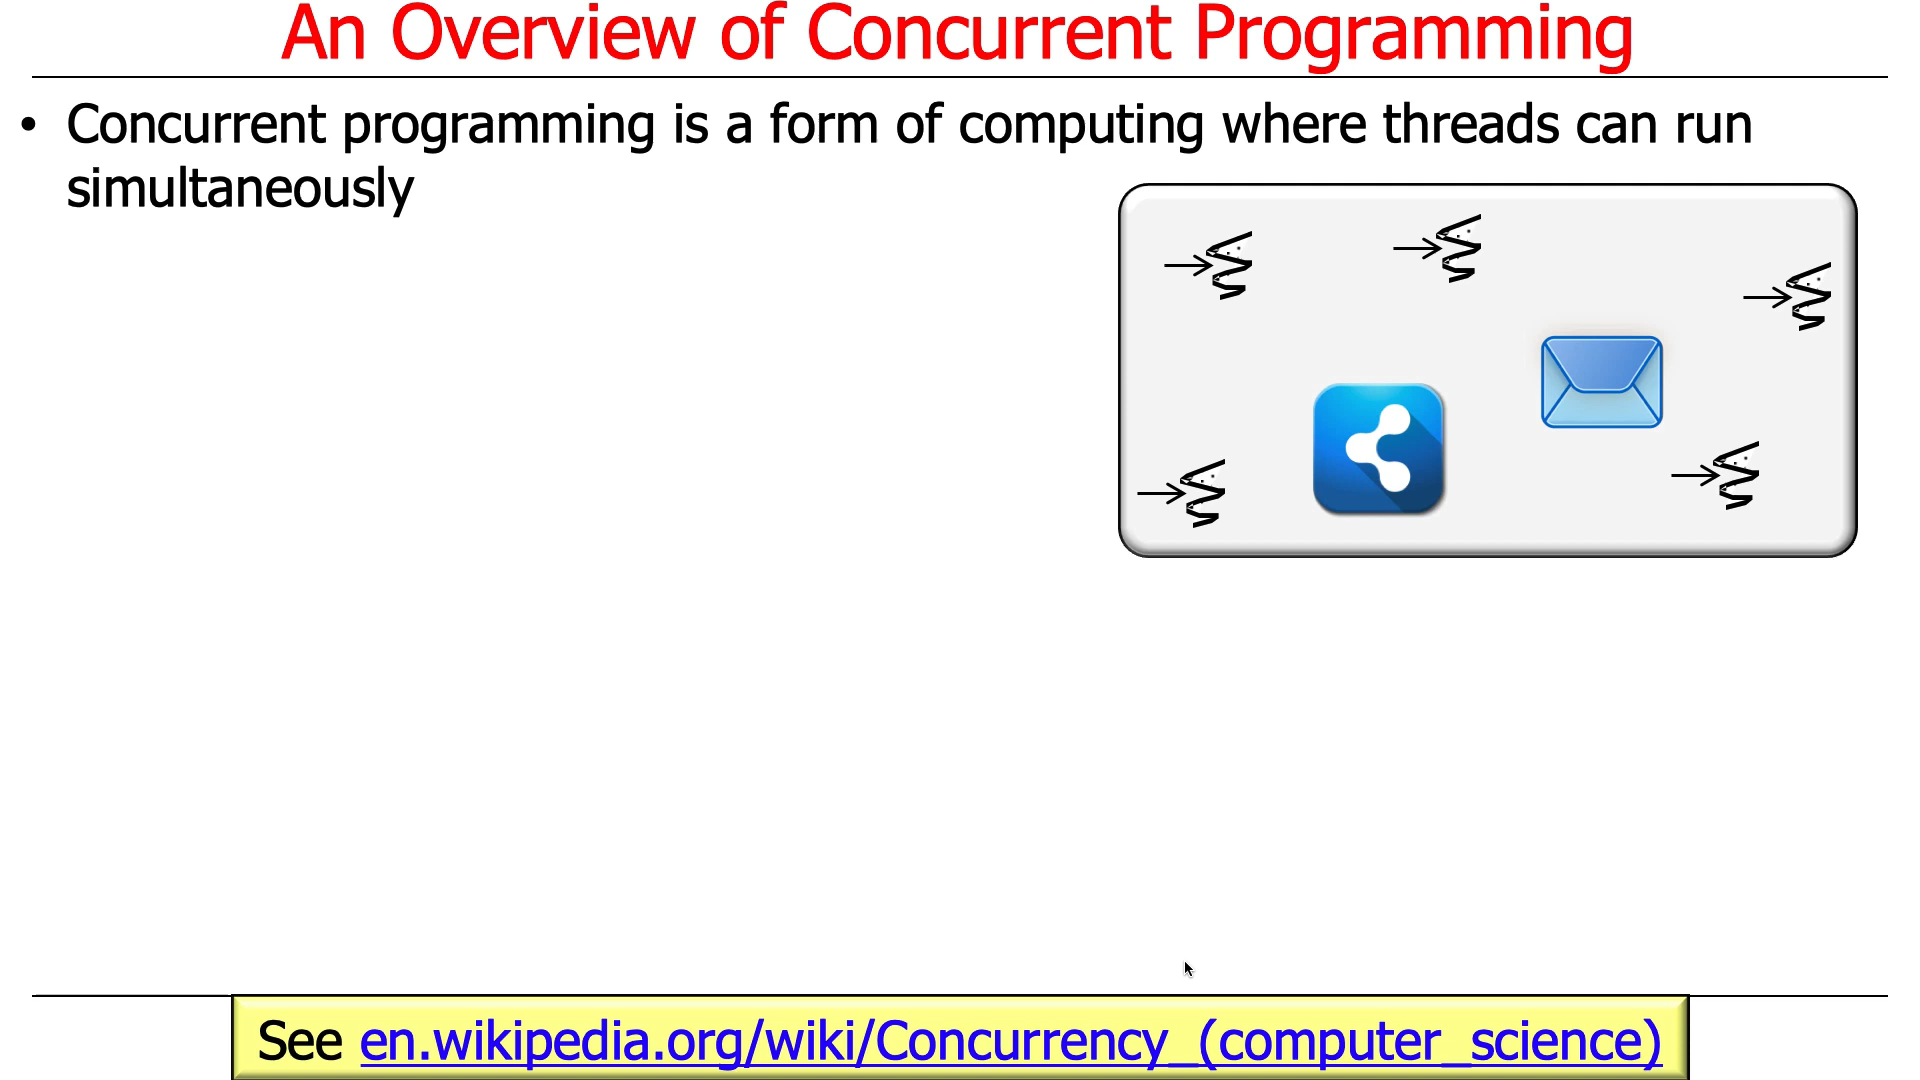 An Overview of Concurrent Programming
• Concurrent programming is a form of computing where threads can run
simultaneously
See en.wikipedia.org/wiki/Concurrency_(computer_science)